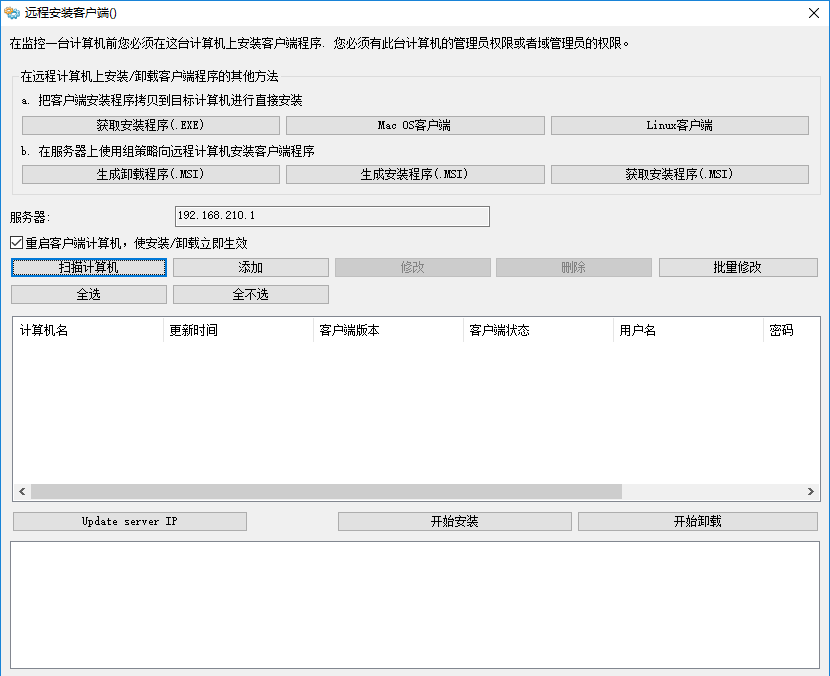 远程安装客户端()
在监控一台计算机前您必须在这台计算机上安装客户端程序. 您必须有此台计算机的管理员权限或者域管理员的权限。
在远程计算机上安装/卸载客户端程序的其他方法
a. 把客户端安装程序拷贝到目标计算机进行直接安装
获取安装程序(.EXE) Mac OS客户端 Linux客户端
b. 在服务器上使用组策略向远程计算机安装客户端程序
生成卸载程序(.MSI) 生成安装程序(.MSI) 获取安装程序(.MSI)
服务器: 192.168.210.1
重启客户端计算机，使安装/卸载立即生效
扫描计算机 添加 修改 删除 批量修改
全选 全不选
计算机名 更新时间 客户端版本 客户端状态 用户名 密码
Update server IP 开始安装 开始卸载